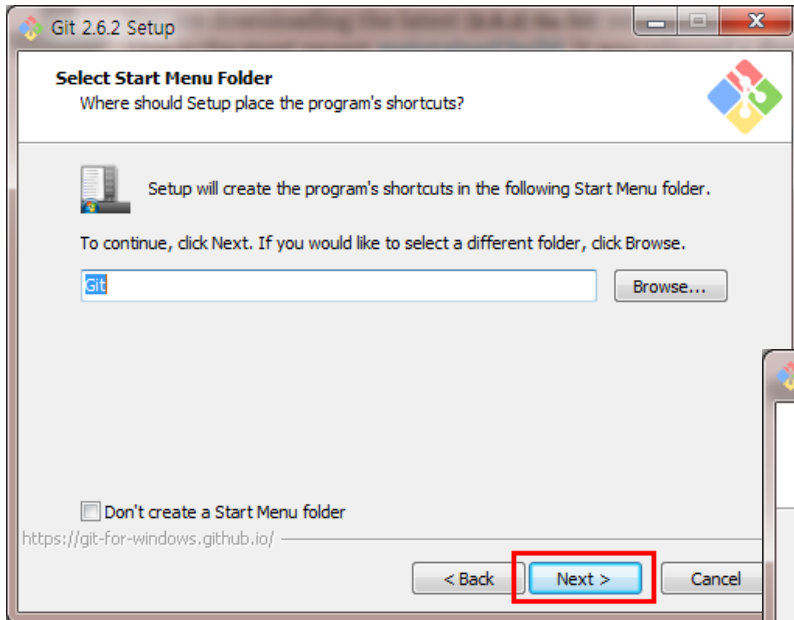 Git 2.6.2 Setup
Select Start Menu Folder
Where should Setup place the program's shortcuts?
Setup will create the program's shortcuts in the following Start Menu folder.
To continue, click Next. If you would like to select a different folder, click Browse.
Git
Browse...
Don't create a Start Menu folder
https://git-for-windows.github.io/
< Back
Next >
Cancel